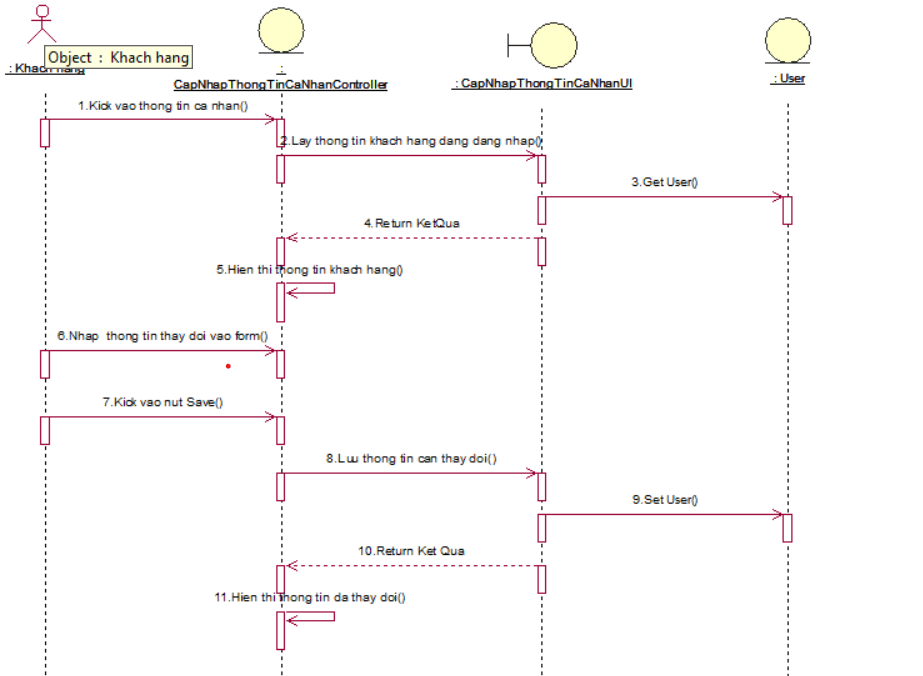 Object : Khach hang
: Khach hang
:
CapNhapThongTinCaNhanController
: CapNhapThongTinCaNhanUI
: User
1.Kick vao thong tin ca nhan()
2.Lay thong tin khach hang dang dang nhap()
3.Get User()
4.Return KetQua
5.Hien thi thong tin khach hang()
6.Nhap thong tin thay doi vao form()
7.Kick vao nut Save()
8.Luu thong tin can thay doi()
9.Set User()
10.Return Ket Qua
11.Hien thi thong tin da thay doi()